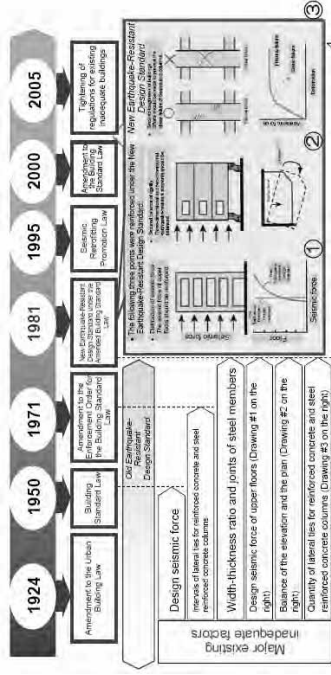 1924
1950
1971
1981
1995
2000
2005
Amendment to the Urban
Building Law
Building
Standard Law
Amendment to the
Enforcement Order for
the Building Standard
Law
New Earthquake-Resistant
Design Standard under the
Amended Building Standard
Law
Seismic
Retrofitting
Promotion Law
Amendment to
the Building
Standard Law
Tightening of
regulations for existing
inadequate buildings
Old Earthquake-
Resistant
Design Standard
New Earthquake-Resistant
Design Standard
The following three points were reinforced under the New
Earthquake-Resistant Design Standard:
Seismic force
Floor
Seismic force
①
②
③
Major existing
inadequate factors
Design seismic force
Intervals of lateral ties for reinforced concrete and steel
reinforced concrete columns
Width-thickness ratio and joints of steel members
Design seismic force of upper floors (Drawing #1 on the
right)
Balance of the elevation and the plan (Drawing #2 on the
right)
Quantity of lateral ties for reinforced concrete and steel
reinforced concrete columns (Drawing #3 on the right)